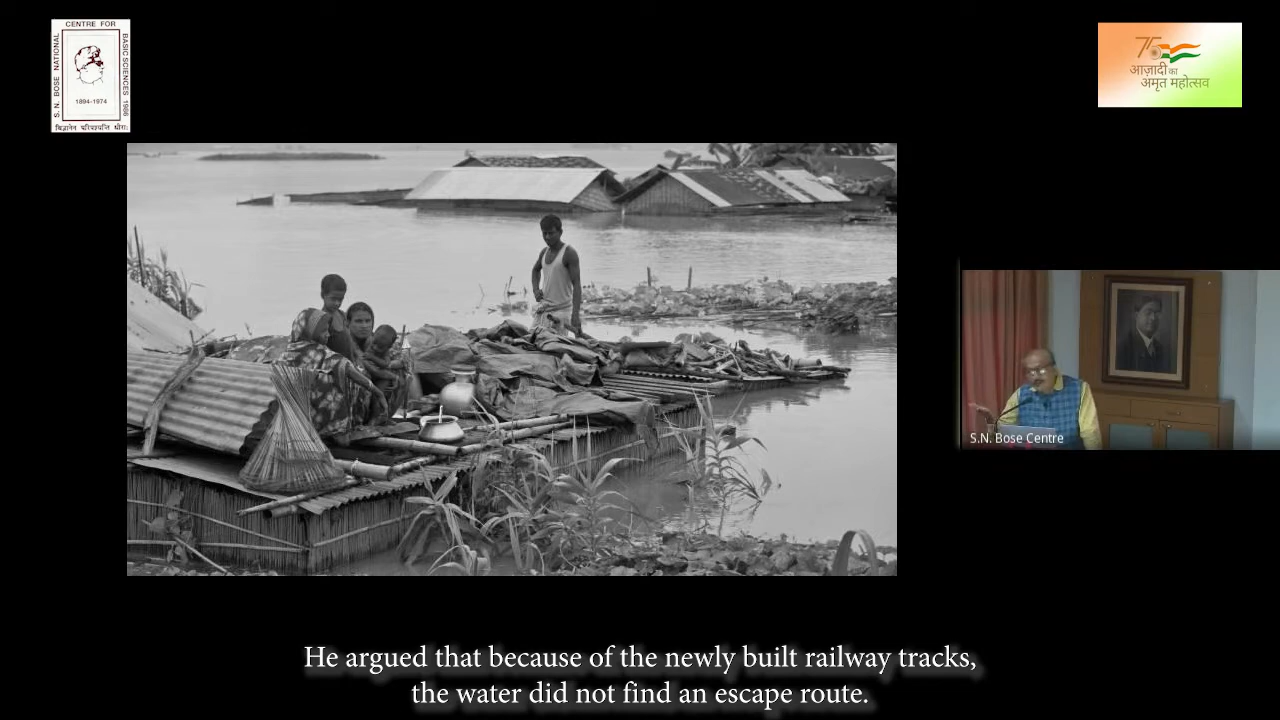 CENTRE FOR
S. N. BOSE NATIONAL
BASIC SCIENCES 1986
1894-1974
75
आज़ादी का
अमृत महोत्सव
S.N. Bose Centre
He argued that because of the newly built railway tracks,
the water did not find an escape route.